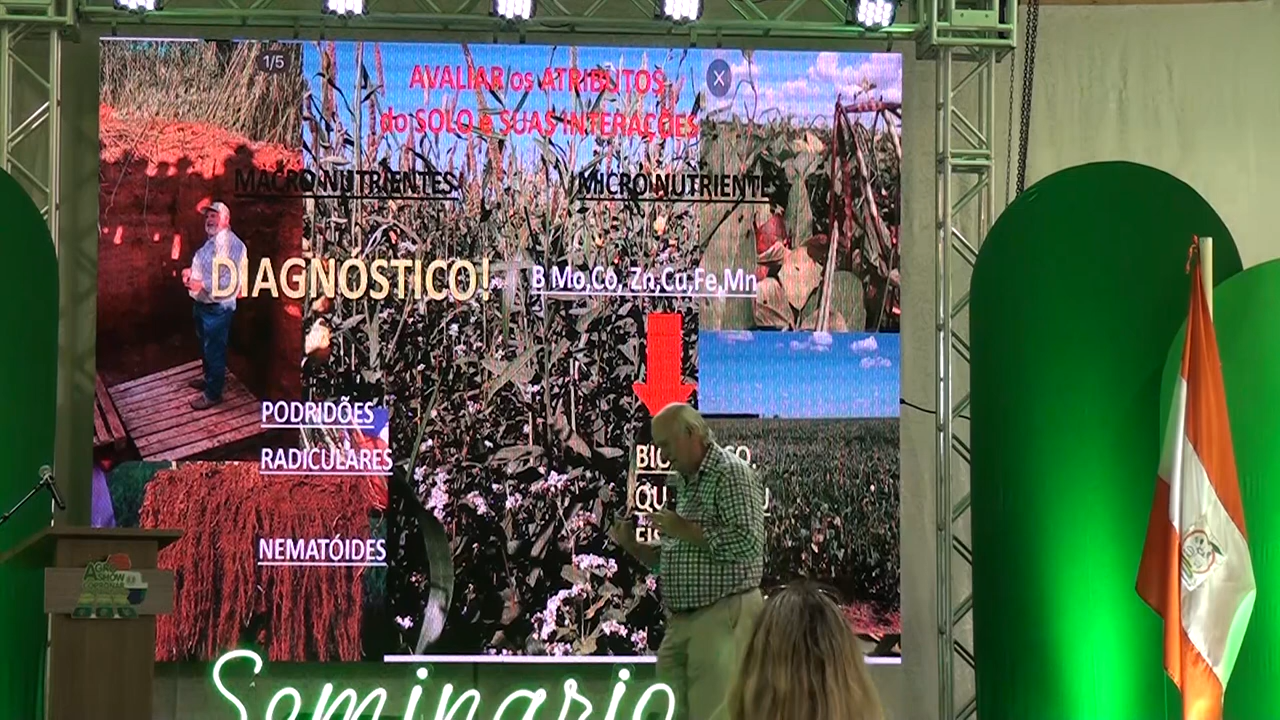 1/5
X
AVALIAR os ATRIBUTOS
do SOLO e SUAS INTERAÇÕES
MACRO NUTRIENTES
MICRO NUTRIENTE
DIAGNÓSTICO!
B Mo,Co, Zn,Cu,Fe,Mn
PODRIDÕES
RADICULARES
NEMATÓIDES
Seminario